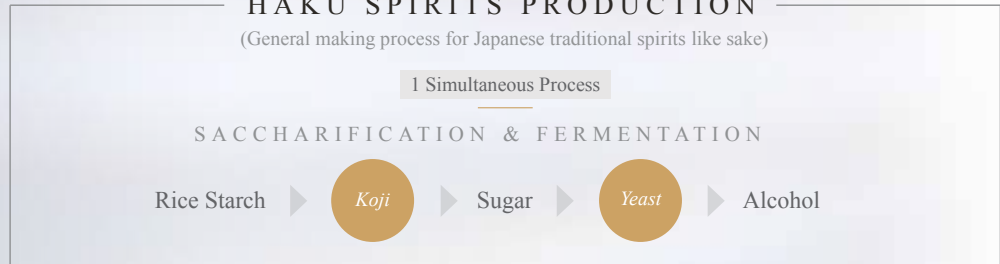 HAKU SPIRITS PRODUCTION
(General making process for Japanese traditional spirits like sake)
1 Simultaneous Process
SACCHARIFICATION & FERMENTATION
Rice Starch Koji Sugar Yeast Alcohol